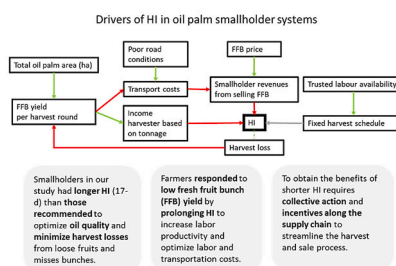 Drivers of HI in oil palm smallholder systems
Poor road
conditions
FFB price
Total oil palm area (ha)
Transport costs
Smallholder revenues
from selling FFB
Trusted labour availability
FFB yield
per harvest round
Income
harvester based
on tonnage
HI
Fixed harvest schedule
Harvest loss
Smallholders in our
study had longer HI (17-
d) than those
recommended to
optimize oil quality and
minimize harvest losses
from loose fruits and
misses bunches.
Farmers responded to
low fresh fruit bunch
(FFB) yield by
prolonging HI to
increase labor
productivity and
optimize labor and
transportation costs.
To obtain the benefits of
shorter HI requires
collective action and
incentives along the
supply chain to
streamline the harvest
and sale process.